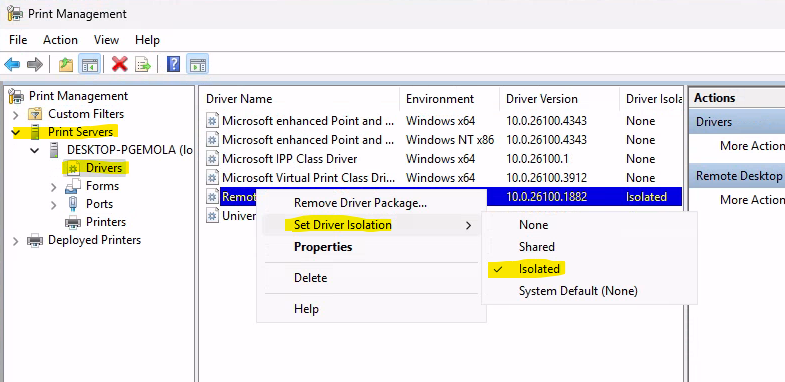 Print Management
File Action View Help
Print Management
Custom Filters
Print Servers
DESKTOP-PGEMOLA (lo
Drivers
Forms
Ports
Printers
Deployed Printers
Driver Name Environment Driver Version Driver Isola
Microsoft enhanced Point and ... Windows x64 10.0.26100.4343 None
Microsoft enhanced Point and ... Windows NT x86 10.0.26100.4343 None
Microsoft IPP Class Driver Windows x64 10.0.26100.1 None
Microsoft Virtual Print Class Dri... Windows x64 10.0.26100.3912 None
Remot 10.0.26100.1882 Isolated
Univer
Remove Driver Package...
Set Driver Isolation
Properties
Delete
Help
None
Shared
Isolated
System Default (None)
Actions
Drivers
More Action
Remote Desktop
More Action